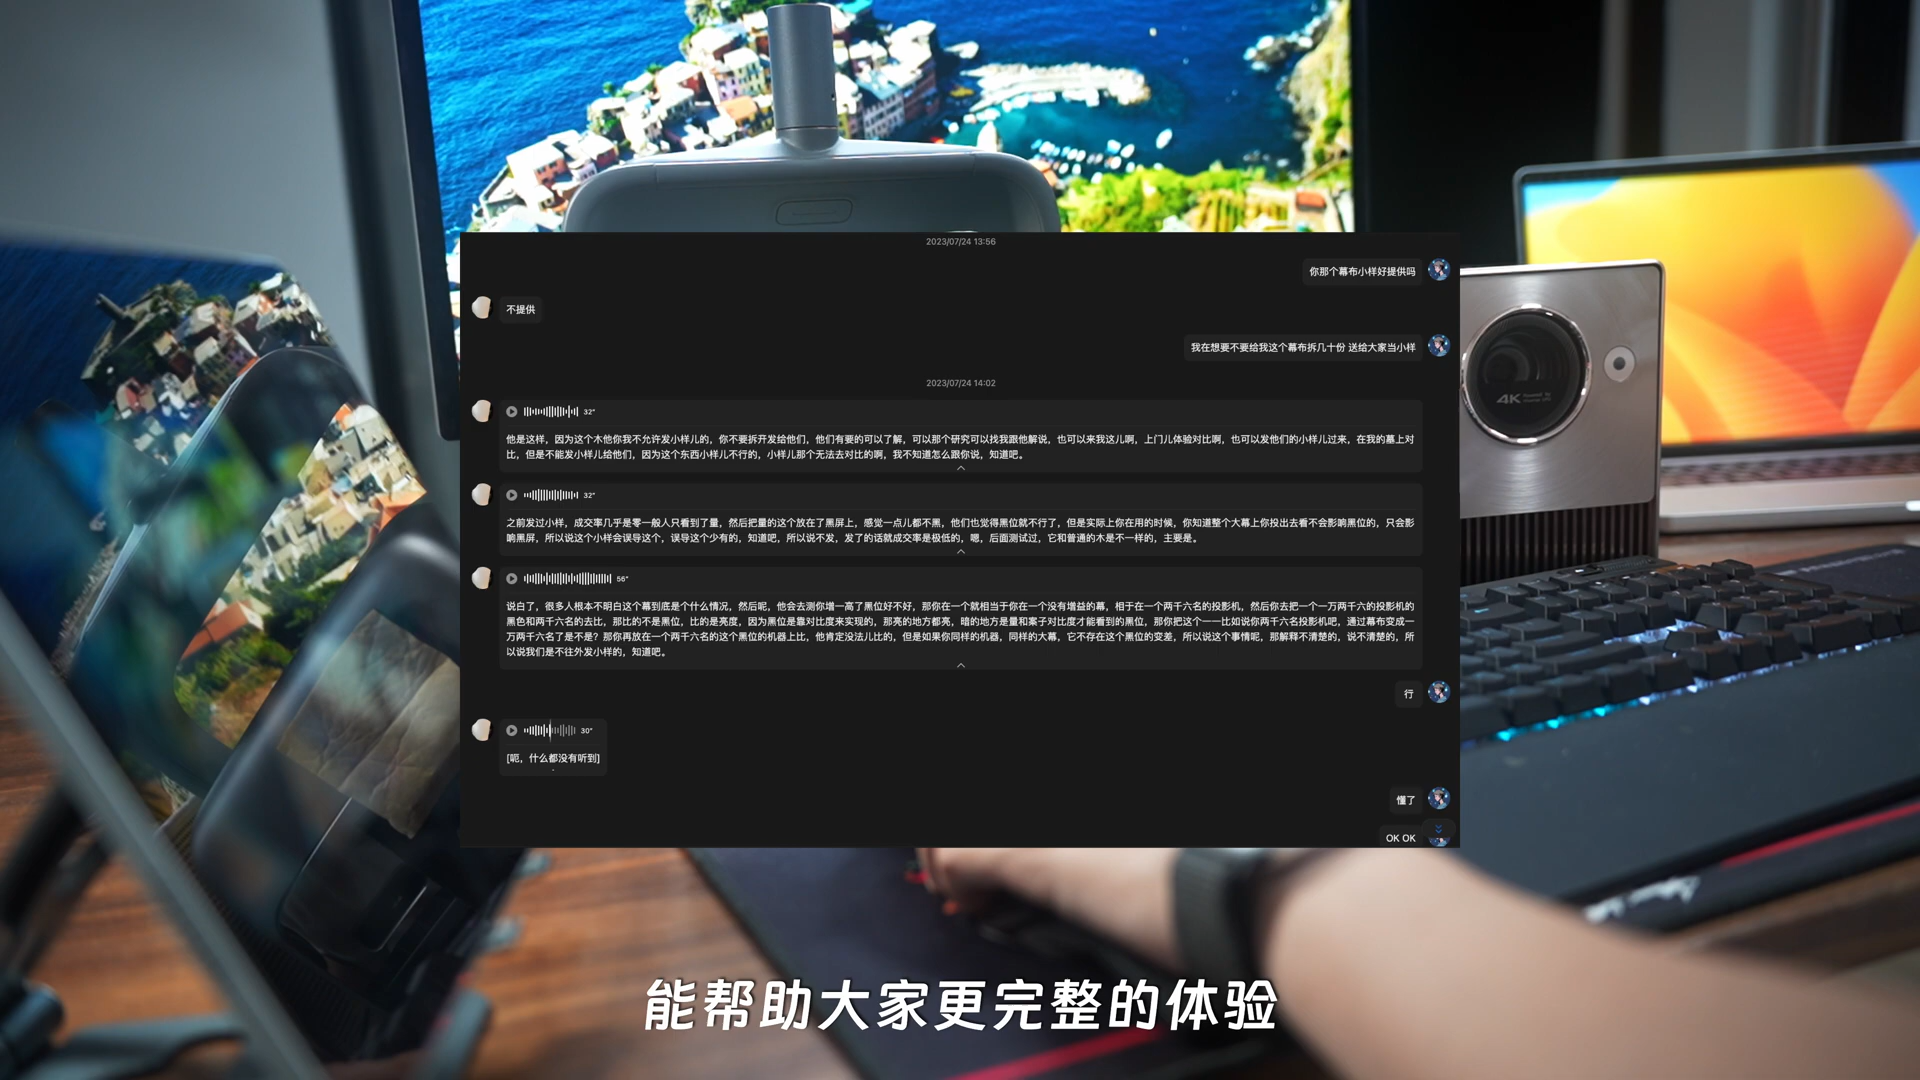 2023/07/24 13:56
你那个幕布小样好提供吗
不提供
我在想要不要给我这个幕布拆几十份 送给大家当小样
2023/07/24 14:02
32"
他是这样，因为这个木他你我不允许发小样儿的，你不要拆开发给他们，他们有要的可以了解，可以那个研究可以找我跟他解说，也可以来我这儿啊，上门儿体验对比啊，也可以发他们的小样儿过来，在我的墓上对
比，但是不能发小样儿给他们，因为这个东西小样儿不行的，小样儿那个无法去对比的啊，我不知道怎么跟你说，知道吧。
32"
之前发过小样，成交率几乎是零一般人只看到了量，然后把量的这个放在了黑屏上，感觉一点儿都不黑，他们也觉得黑位就不行了，但是实际上你在用的时候，你知道整个大幕上你投出去看不会影响黑位的，只会影
响黑屏，所以说这个小样会误导这个，误导这个少有的，知道吧，所以说不发，发了的话就成交率是极低的，嗯，后面测试过，它和普通的木是不一样的，主要是。
56"
说白了，很多人根本不明白这个幕到底是个什么情况，然后呢，他会去测你增一高了黑位好不好，那你在一个就相当于你在一个没有增益的幕，相于在一个两千六名的投影机，然后你去把一个一万两千六的投影机的
黑色和两千六名的去比，那比的不是黑位，比的是亮度，因为黑位是靠对比度来实现的，那亮的地方都亮，暗的地方是量和案子对比度才能看到的黑位，那你把这个一一比如说你两千六名投影机吧，通过幕布变成一
万两千六名了是不是？那你再放在一个两千六名的这个黑位的机器上比，他肯定没法儿比的，但是如果你同样的机器，同样的大幕，它不存在这个黑位的变差，所以说这个事情呢，那解释不清楚的，说不清楚的，所
以说我们是不往外发小样的，知道吧。
行
30"
[呃，什么都没有听到]
懂了
OK OK
4K
能帮助大家更完整的体验